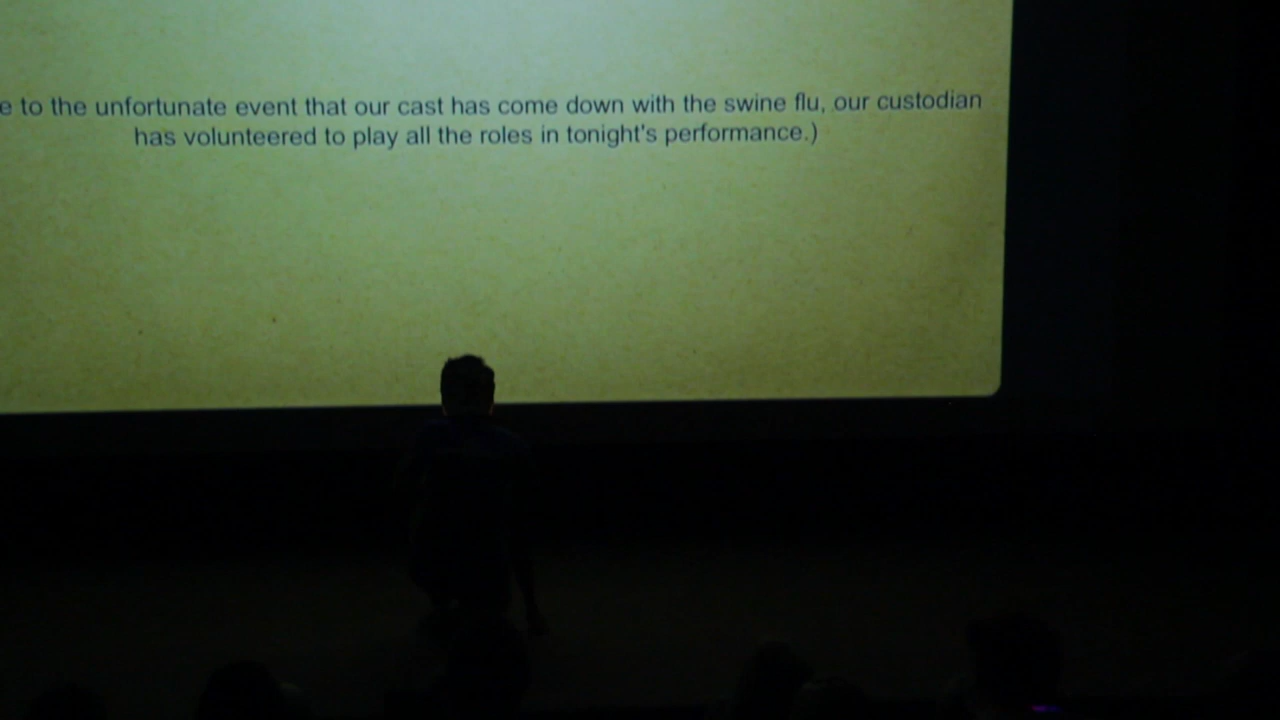 e to the unfortunate event that our cast has come down with the swine flu, our custodian
has volunteered to play all the roles in tonight's performance.)